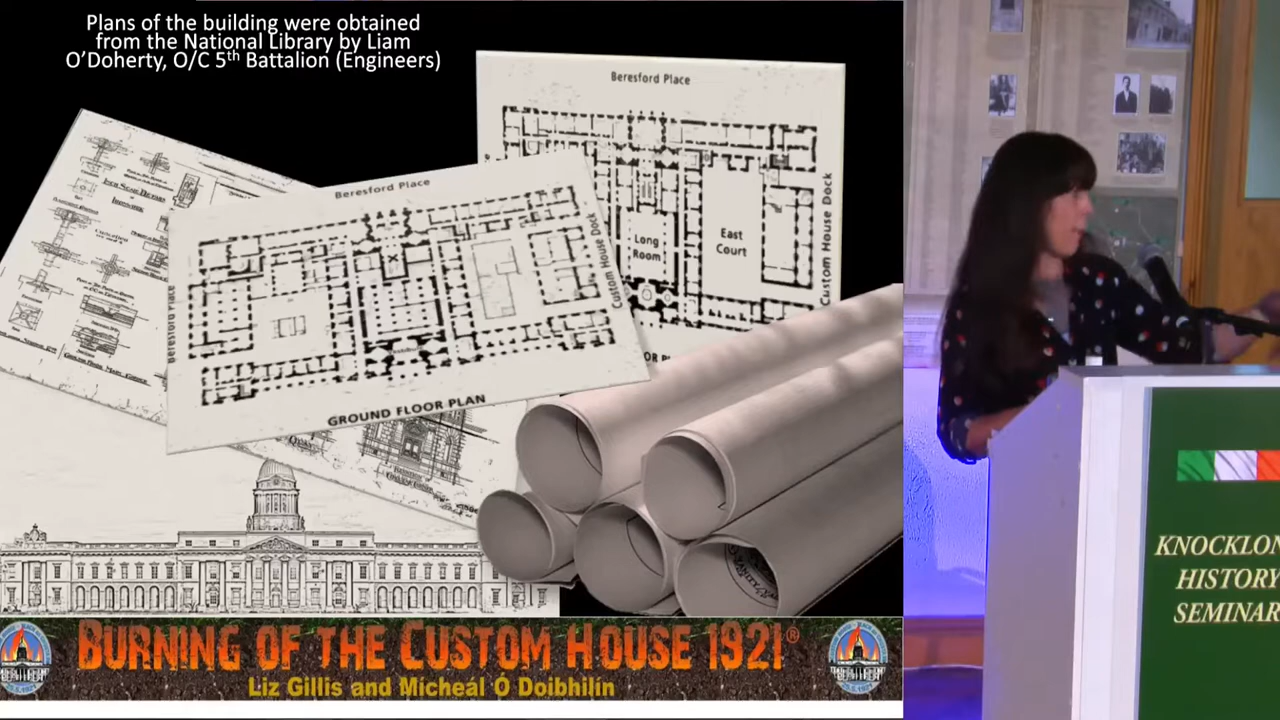 Plans of the building were obtained
from the National Library by Liam
O'Doherty, O/C 5th Battalion (Engineers)
Beresford Place
Long
Room
East
Court
Custom House Dock
Custom House Dock
Beresford Place
Beresford Place
GROUND FLOOR PLAN
BURNING OF THE CUSTOM HOUSE 1921®
Liz Gillis and Mícheál Ó Doibhilín
KNOCKLON
HISTORY
SEMINAR